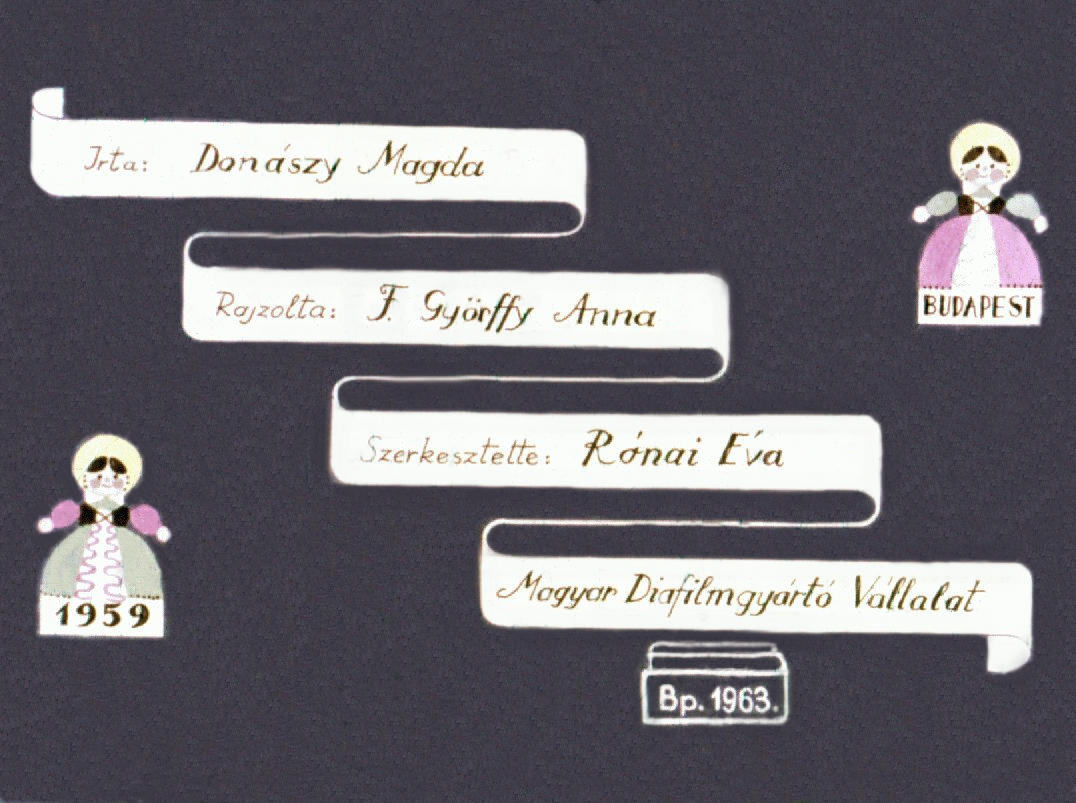 Irta: Donászy Magda
Rajzolta: F. Györffy Anna
BUDAPEST
Szerkesztette: Rónai Éva
1959
Magyar Diafilmgyártó Vállalat
Bp. 1963.